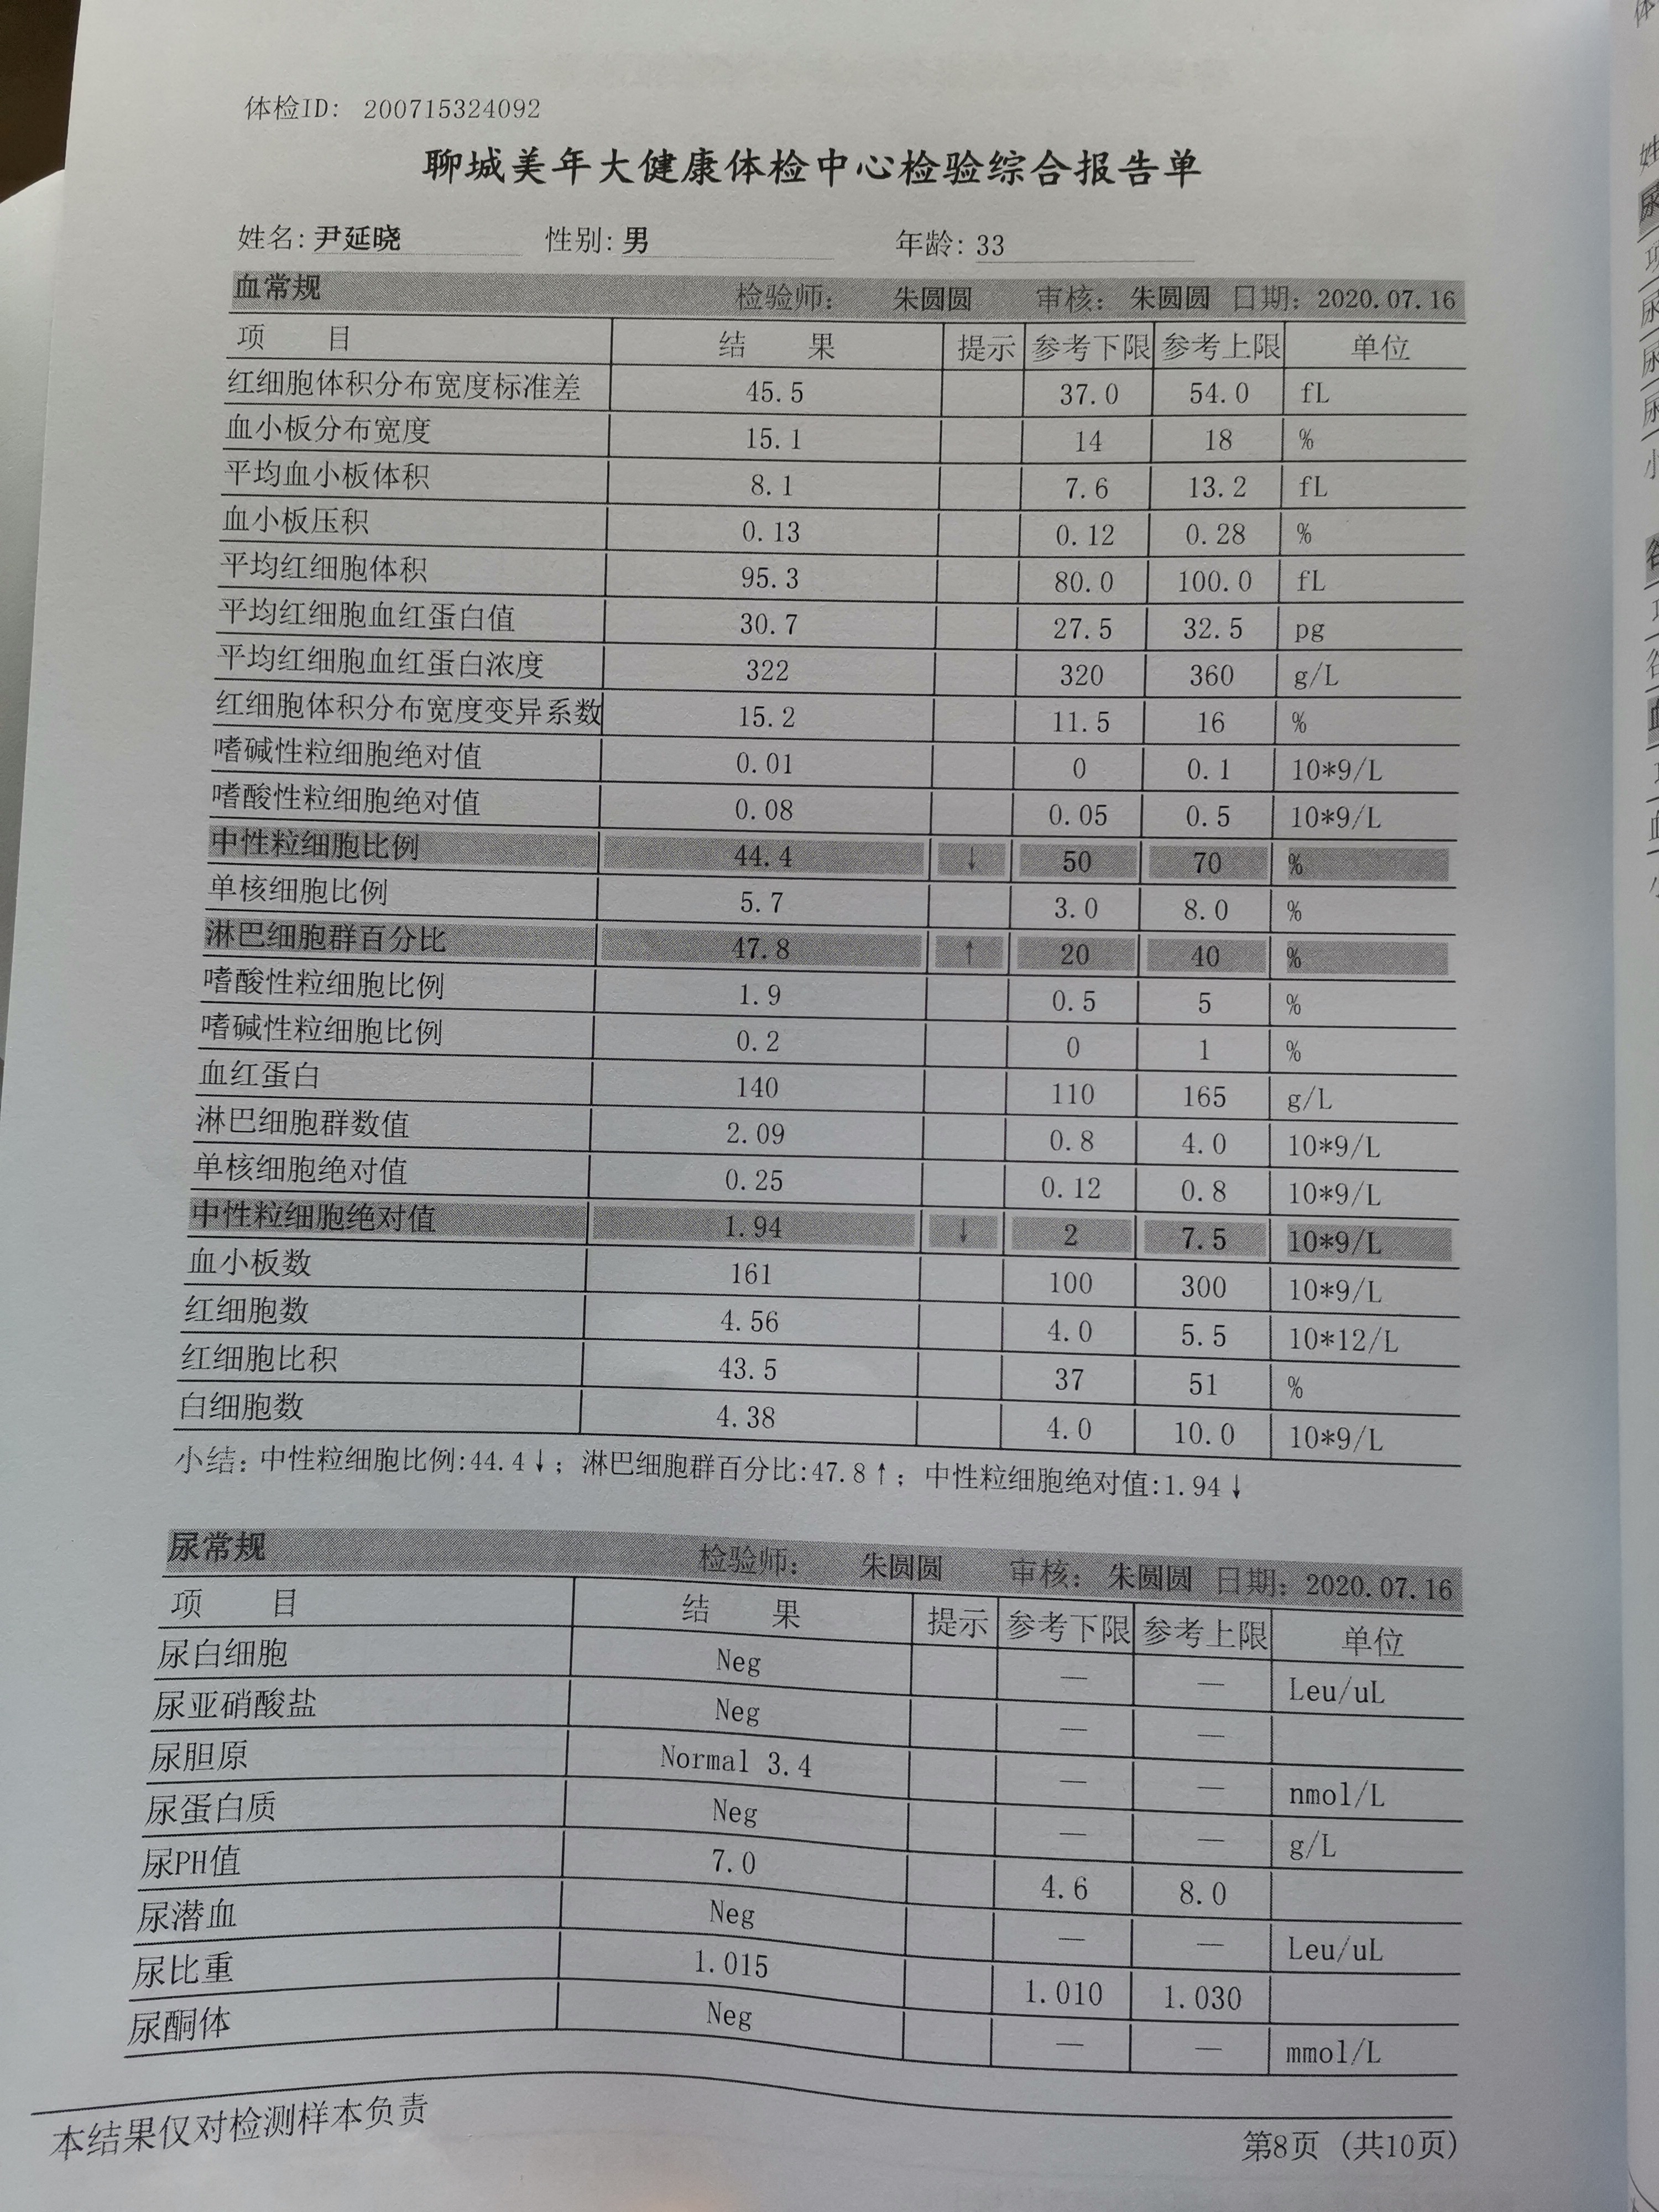 体检ID: 200715324092
聊城美年大健康体检中心检验综合报告单
姓名: 尹延晓 性别: 男 年龄: 33
血常规 检验师: 朱圆圆 审核: 朱圆圆 日期: 2020.07.16
项 目 结 果 提示 参考下限 参考上限 单位
红细胞体积分布宽度标准差 45.5 37.0 54.0 fL
血小板分布宽度 15.1 14 18 %
平均血小板体积 8.1 7.6 13.2 fL
血小板压积 0.13 0.12 0.28 %
平均红细胞体积 95.3 80.0 100.0 fL
平均红细胞血红蛋白值 30.7 27.5 32.5 pg
平均红细胞血红蛋白浓度 322 320 360 g/L
红细胞体积分布宽度变异系数 15.2 11.5 16 %
嗜碱性粒细胞绝对值 0.01 0 0.1 10*9/L
嗜酸性粒细胞绝对值 0.08 0.05 0.5 10*9/L
中性粒细胞比例 44.4 ↓ 50 70 %
单核细胞比例 5.7 3.0 8.0 %
淋巴细胞群百分比 47.8 ↑ 20 40 %
嗜酸性粒细胞比例 1.9 0.5 5 %
嗜碱性粒细胞比例 0.2 0 1 %
血红蛋白 140 110 165 g/L
淋巴细胞群数值 2.09 0.8 4.0 10*9/L
单核细胞绝对值 0.25 0.12 0.8 10*9/L
中性粒细胞绝对值 1.94 ↓ 2 7.5 10*9/L
血小板数 161 100 300 10*9/L
红细胞数 4.56 4.0 5.5 10*12/L
红细胞比积 43.5 37 51 %
白细胞数 4.38 4.0 10.0 10*9/L
小结: 中性粒细胞比例:44.4↓; 淋巴细胞群百分比:47.8↑; 中性粒细胞绝对值:1.94↓
尿常规 检验师: 朱圆圆 审核: 朱圆圆 日期: 2020.07.16
项 目 结 果 提示 参考下限 参考上限 单位
尿白细胞 Neg — — Leu/uL
尿亚硝酸盐 Neg — —
尿胆原 Normal 3.4 — — nmol/L
尿蛋白质 Neg — — g/L
尿PH值 7.0 4.6 8.0
尿潜血 Neg — — Leu/uL
尿比重 1.015 1.010 1.030
尿酮体 Neg — — mmol/L
本结果仅对检测样本负责
第8页 (共10页)